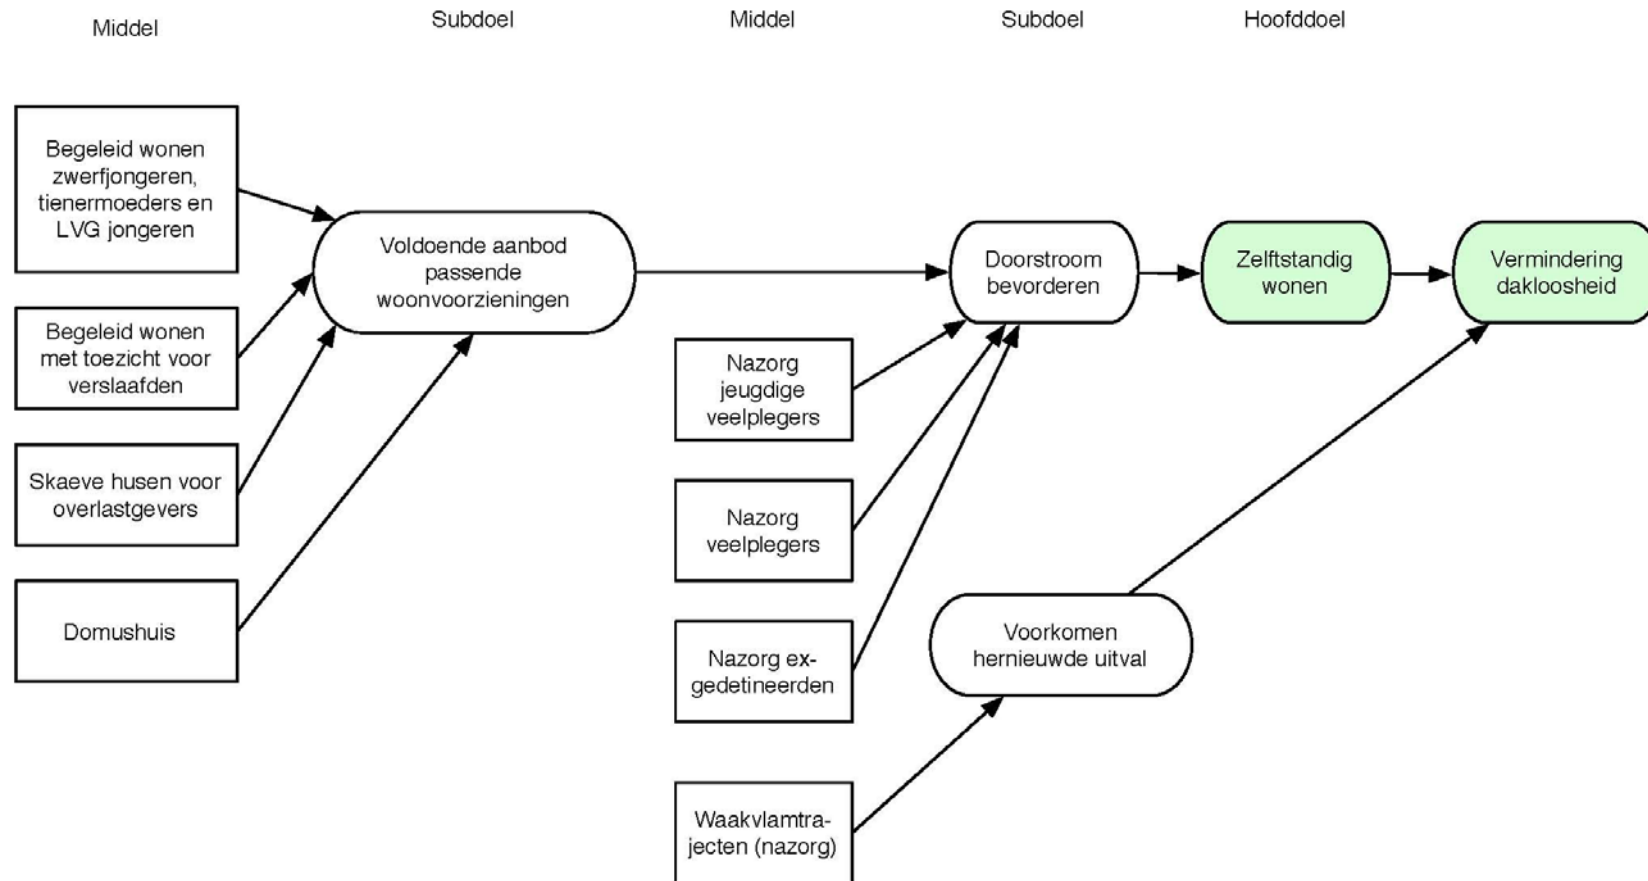 Middel
Subdoel
Middel
Subdoel
Hoofddoel
Begeleid wonen
zwerfjongeren,
tienermoeders en
LVG jongeren
Begeleid wonen
met toezicht voor
verslaafden
Skaeve husen voor
overlastgevers
Domushuis
Voldoende aanbod
passende
woonvoorzieningen
Nazorg
jeugdige
veelplegers
Nazorg
veelplegers
Nazorg ex-
gedetineerden
Waakvlamtra-
jecten (nazorg)
Doorstroom
bevorderen
Voorkomen
hernieuwde uitval
Zelftstandig
wonen
Vermindering
dakloosheid